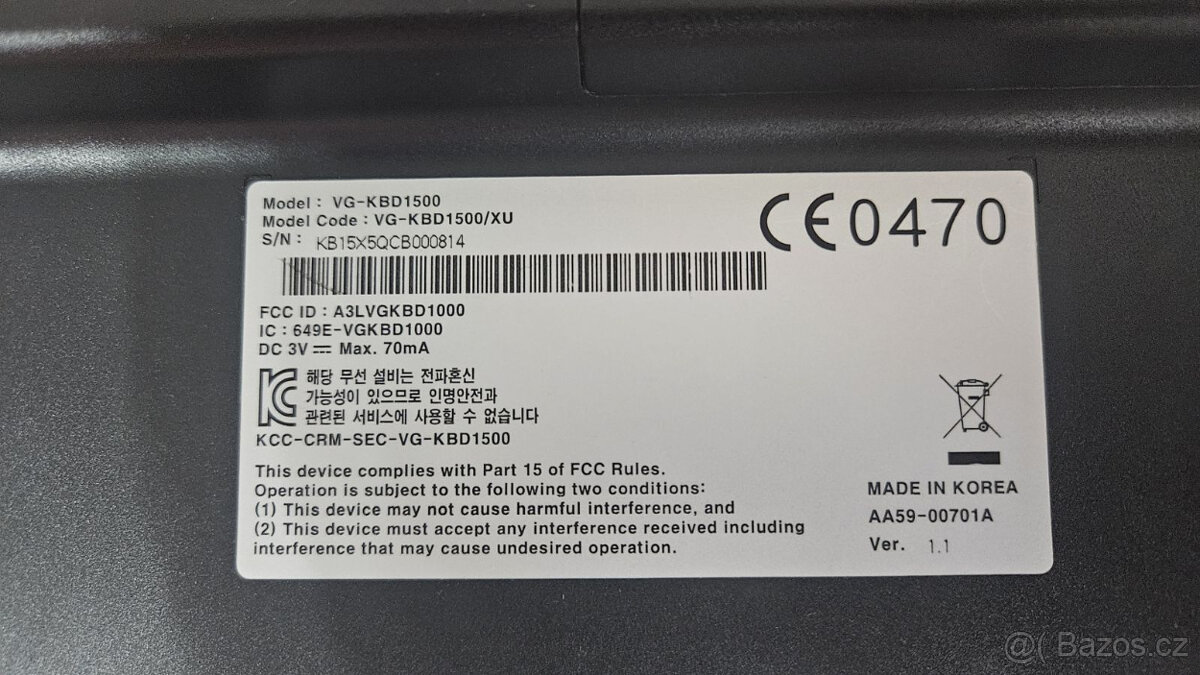 Model : VG-KBD1500
Model Code : VG-KBD1500/XU
S/N : KB15X5QCB000814
CE0470
FCC ID : A3LVGKBD1000
IC : 649E-VGKBD1000
DC 3V ⎓ Max. 70mA
해당 무선 설비는 전파혼신
가능성이 있으므로 인명안전과
관련된 서비스에 사용할 수 없습니다
KCC-CRM-SEC-VG-KBD1500
This device complies with Part 15 of FCC Rules.
Operation is subject to the following two conditions:
(1) This device may not cause harmful interference, and
(2) This device must accept any interference received including
interference that may cause undesired operation.
MADE IN KOREA
AA59-00701A
Ver. 1.1
@( Bazos.cz